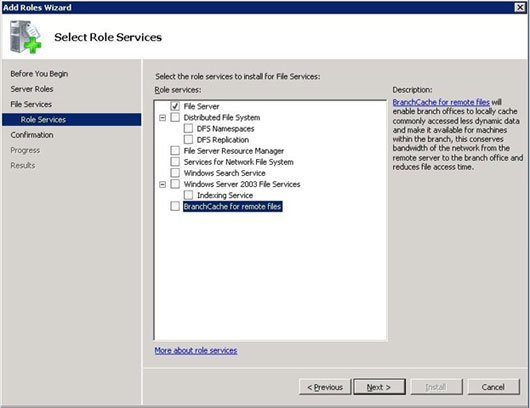 Add Roles Wizard
Select Role Services
Before You Begin
Server Roles
File Services
Role Services
Confirmation
Progress
Results
Select the role services to install for File Services:
Role services:
File Server
Distributed File System
DFS Namespaces
DFS Replication
File Server Resource Manager
Services for Network File System
Windows Search Service
Windows Server 2003 File Services
Indexing Service
BranchCache for remote files
More about role services
Description:
BranchCache for remote files will
enable branch offices to locally cache
commonly accessed less dynamic data
and make it available for machines
within the branch, this conserves
bandwidth of the network from the
remote server to the branch office and
reduces file access time.
< Previous
Next >
Install
Cancel